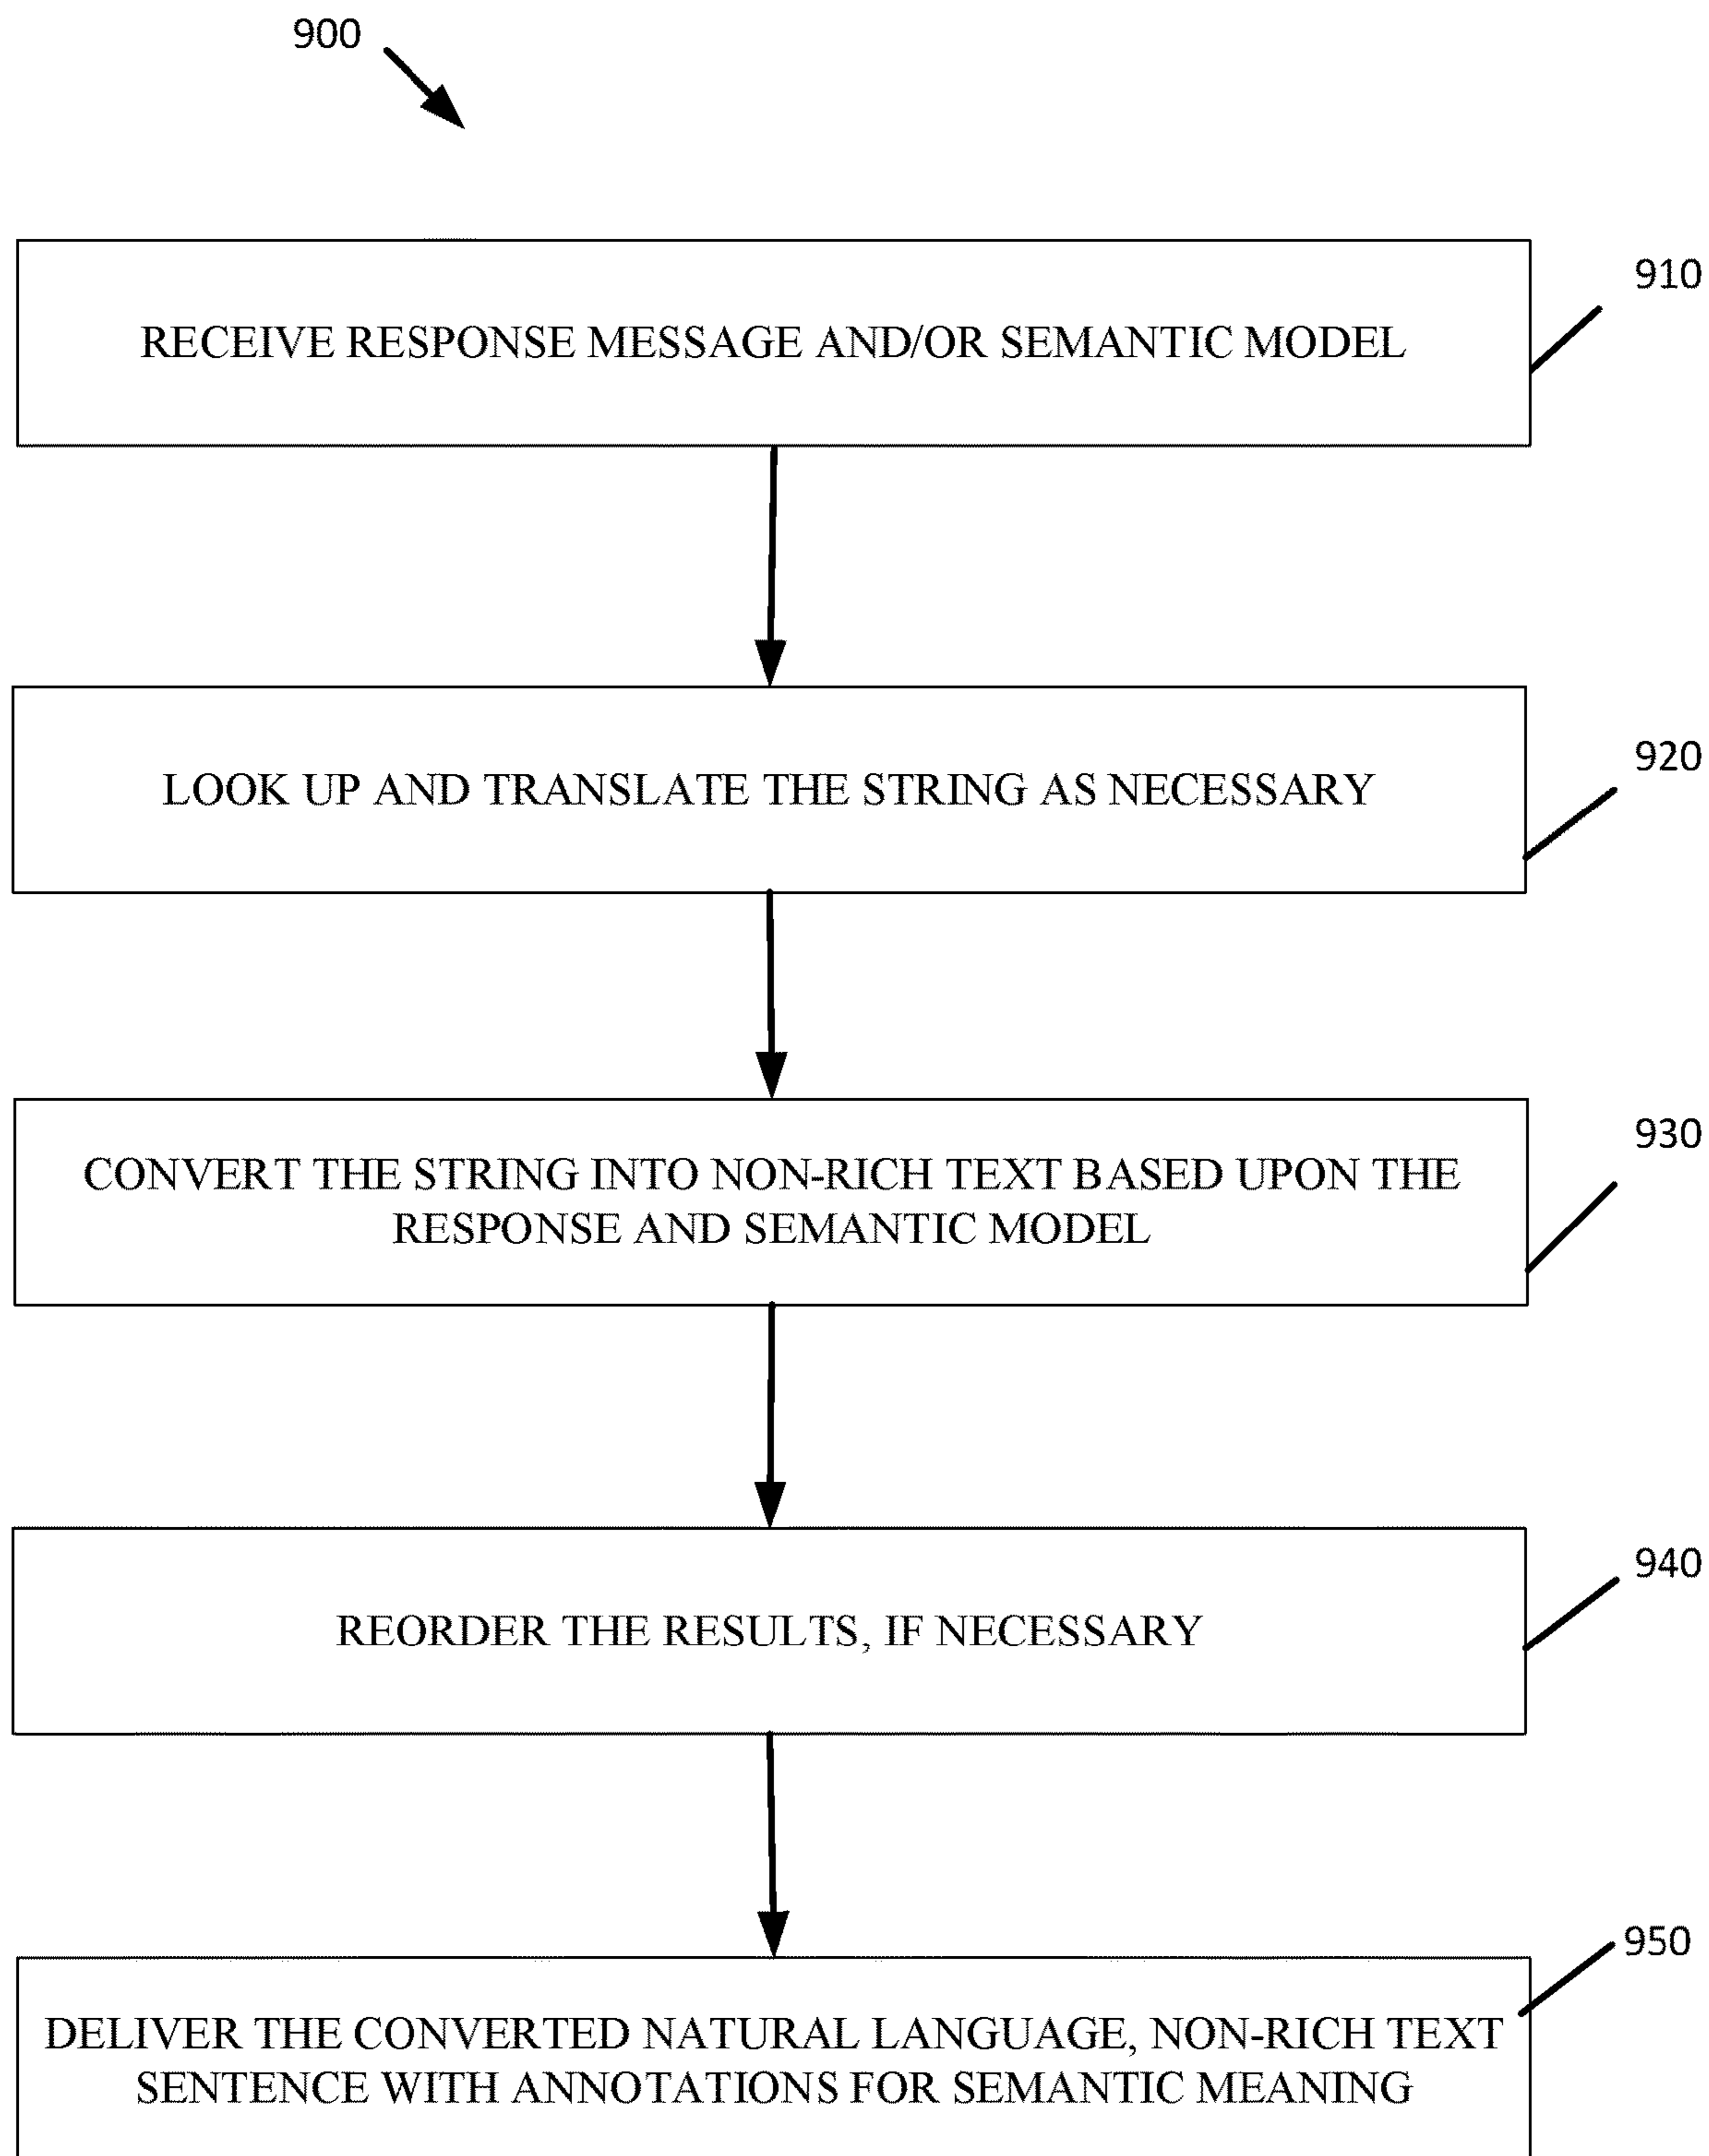 900
910
RECEIVE RESPONSE MESSAGE AND/OR SEMANTIC MODEL
920
LOOK UP AND TRANSLATE THE STRING AS NECESSARY
930
CONVERT THE STRING INTO NON-RICH TEXT BASED UPON THE
RESPONSE AND SEMANTIC MODEL
940
REORDER THE RESULTS, IF NECESSARY
950
DELIVER THE CONVERTED NATURAL LANGUAGE, NON-RICH TEXT
SENTENCE WITH ANNOTATIONS FOR SEMANTIC MEANING